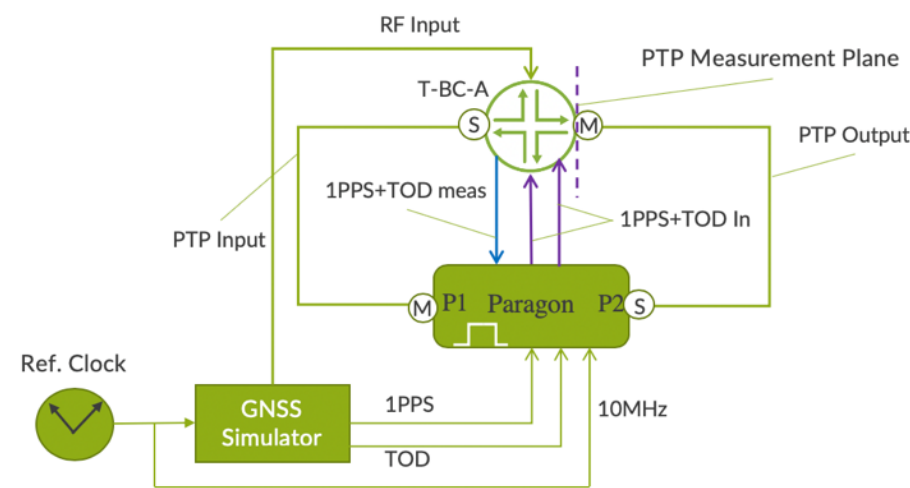 RF Input
PTP Measurement Plane
T-BC-A
S
M
PTP Output
1PPS+TOD meas
1PPS+TOD In
PTP Input
M
P1 Paragon P2
S
Ref. Clock
GNSS
Simulator
1PPS
10MHz
TOD